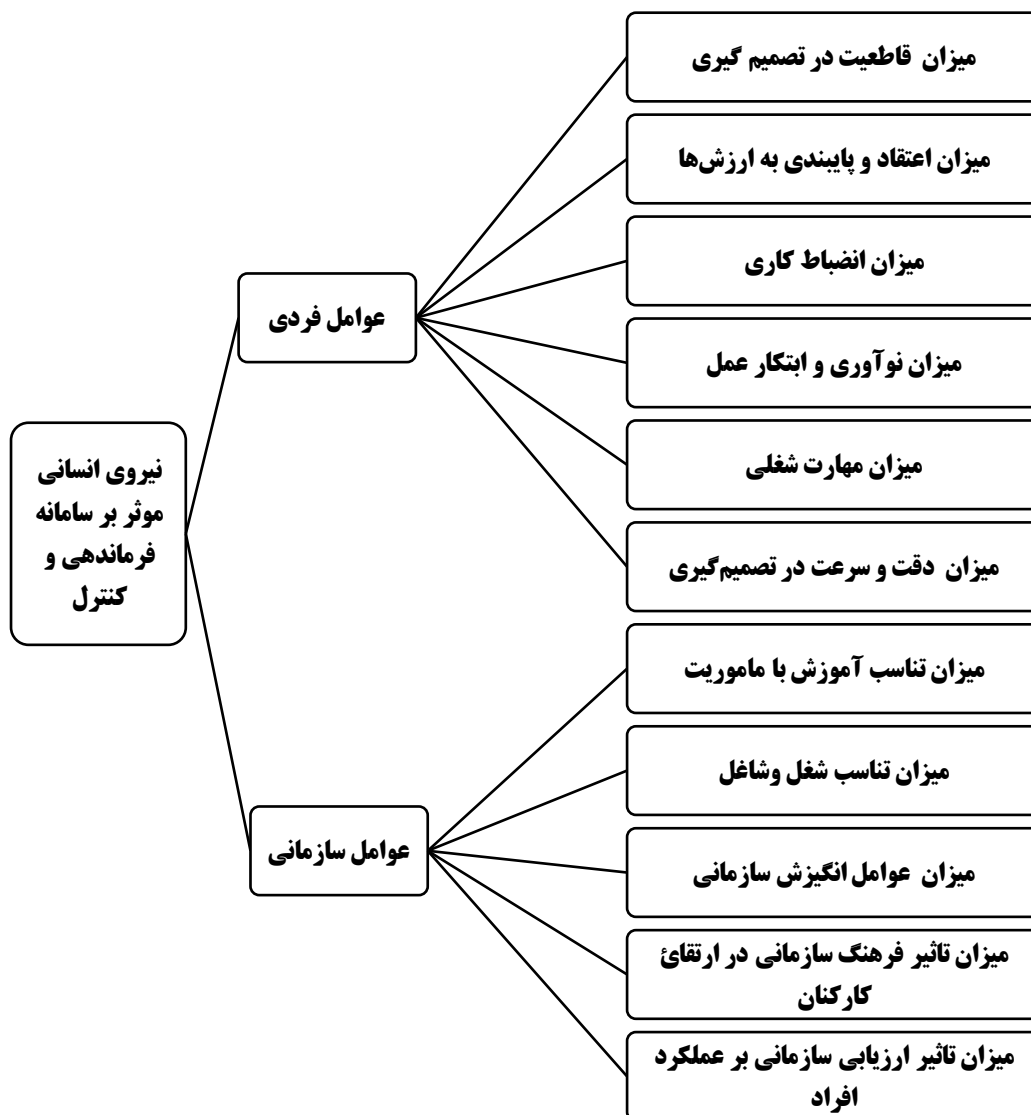 نیروی انسانی
موثر بر سامانه
فرماندهی و
کنترل
عوامل فردی
میزان قاطعیت در تصمیم گیری
میزان اعتقاد و پایبندی به ارزش‌ها
میزان انضباط کاری
میزان نوآوری و ابتکار عمل
میزان مهارت شغلی
میزان دقت و سرعت در تصمیم‌گیری
عوامل سازمانی
میزان تناسب آموزش با ماموریت
میزان تناسب شغل وشاغل
میزان عوامل انگیزش سازمانی
میزان تاثیر فرهنگ سازمانی در ارتقائ
کارکنان
میزان تاثیر ارزیابی سازمانی بر عملکرد
افراد